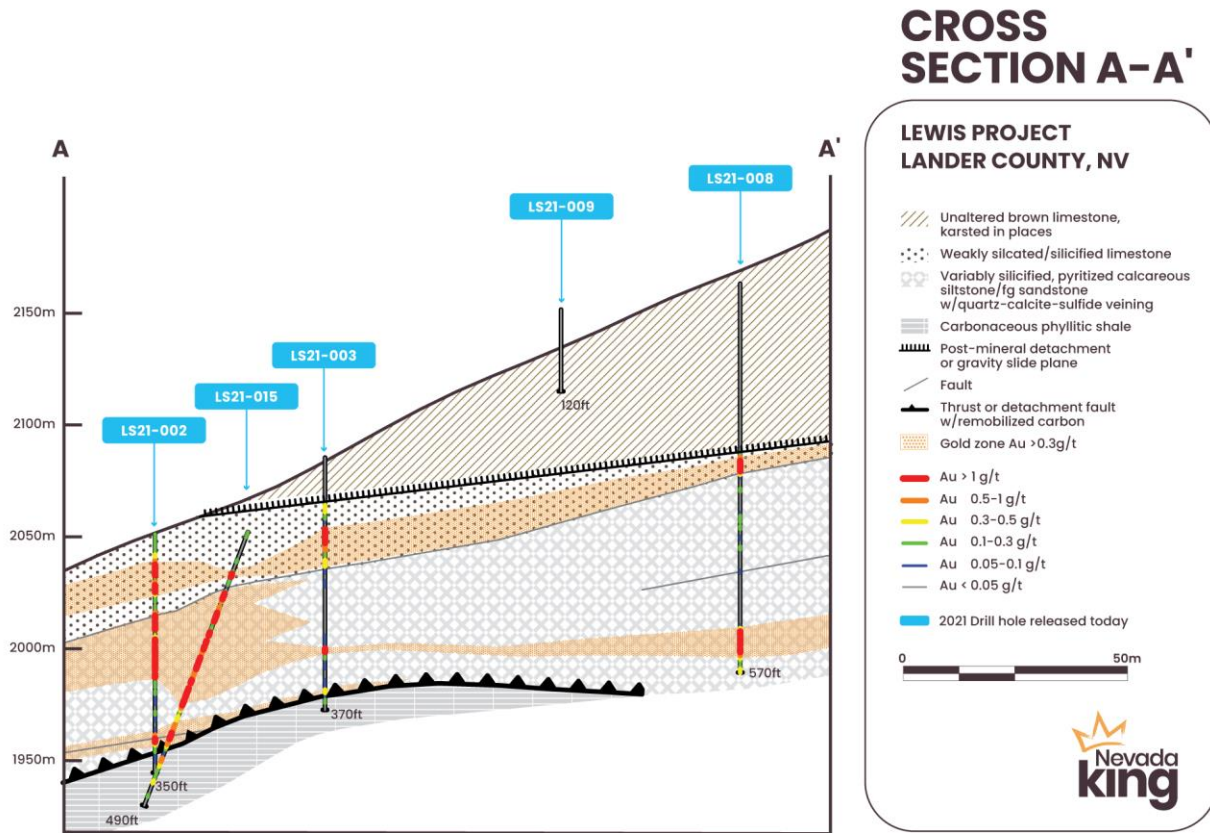 CROSS
SECTION A-A'
LEWIS PROJECT
LANDER COUNTY, NV
Unaltered brown limestone,
karsted in places
Weakly silcated/silicified limestone
Variably silicified, pyritized calcareous
siltstone/fg sandstone
w/quartz-calcite-sulfide veining
Carbonaceous phyllitic shale
Post-mineral detachment
or gravity slide plane
Fault
Thrust or detachment fault
w/remobilized carbon
Gold zone Au >0.3g/t
Au > 1 g/t
Au 0.5-1 g/t
Au 0.3-0.5 g/t
Au 0.1-0.3 g/t
Au 0.05-0.1 g/t
Au < 0.05 g/t
2021 Drill hole released today
0 50m
Nevada
king
A
A'
LS21-008
LS21-009
LS21-003
LS21-015
LS21-002
2150m
2100m
2050m
2000m
1950m
120ft
570ft
370ft
350ft
490ft